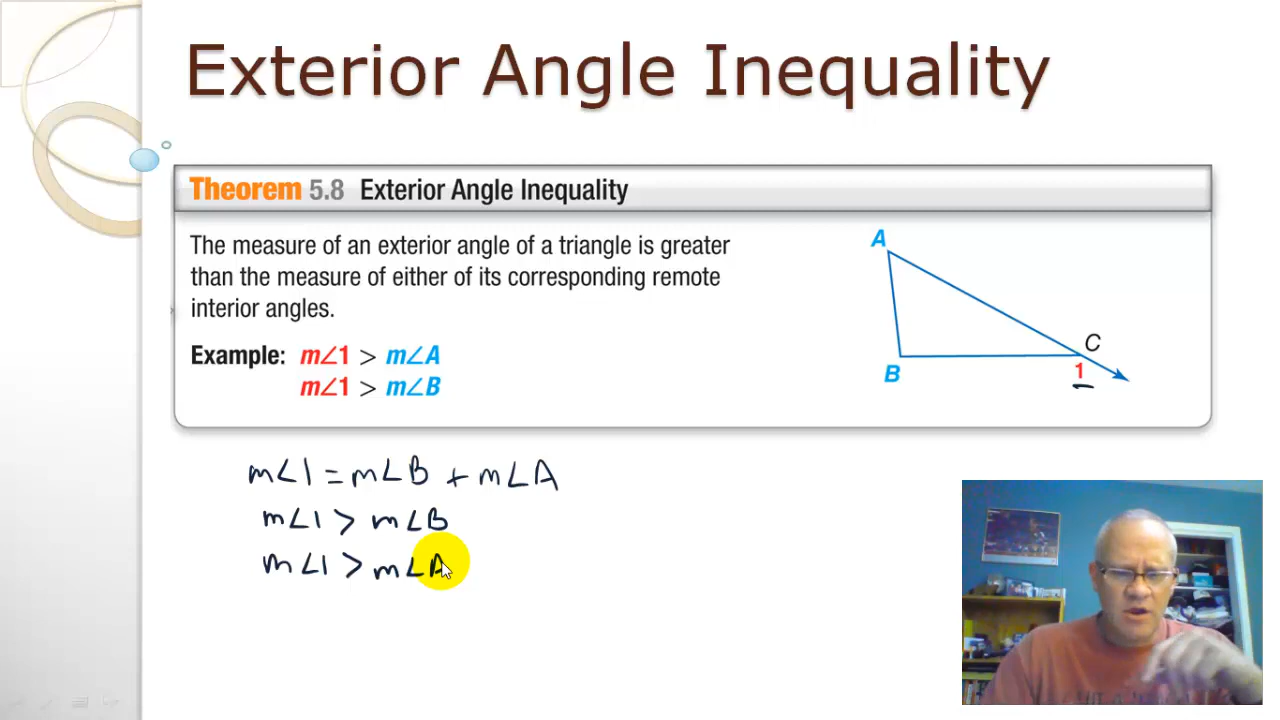 Exterior Angle Inequality
Theorem 5.8 Exterior Angle Inequality
The measure of an exterior angle of a triangle is greater
than the measure of either of its corresponding remote
interior angles.
Example: m∠1 > m∠A
m∠1 > m∠B
A
B
C
1
m∠1 = m∠B + m∠A
m∠1 > m∠B
m∠1 > m∠A